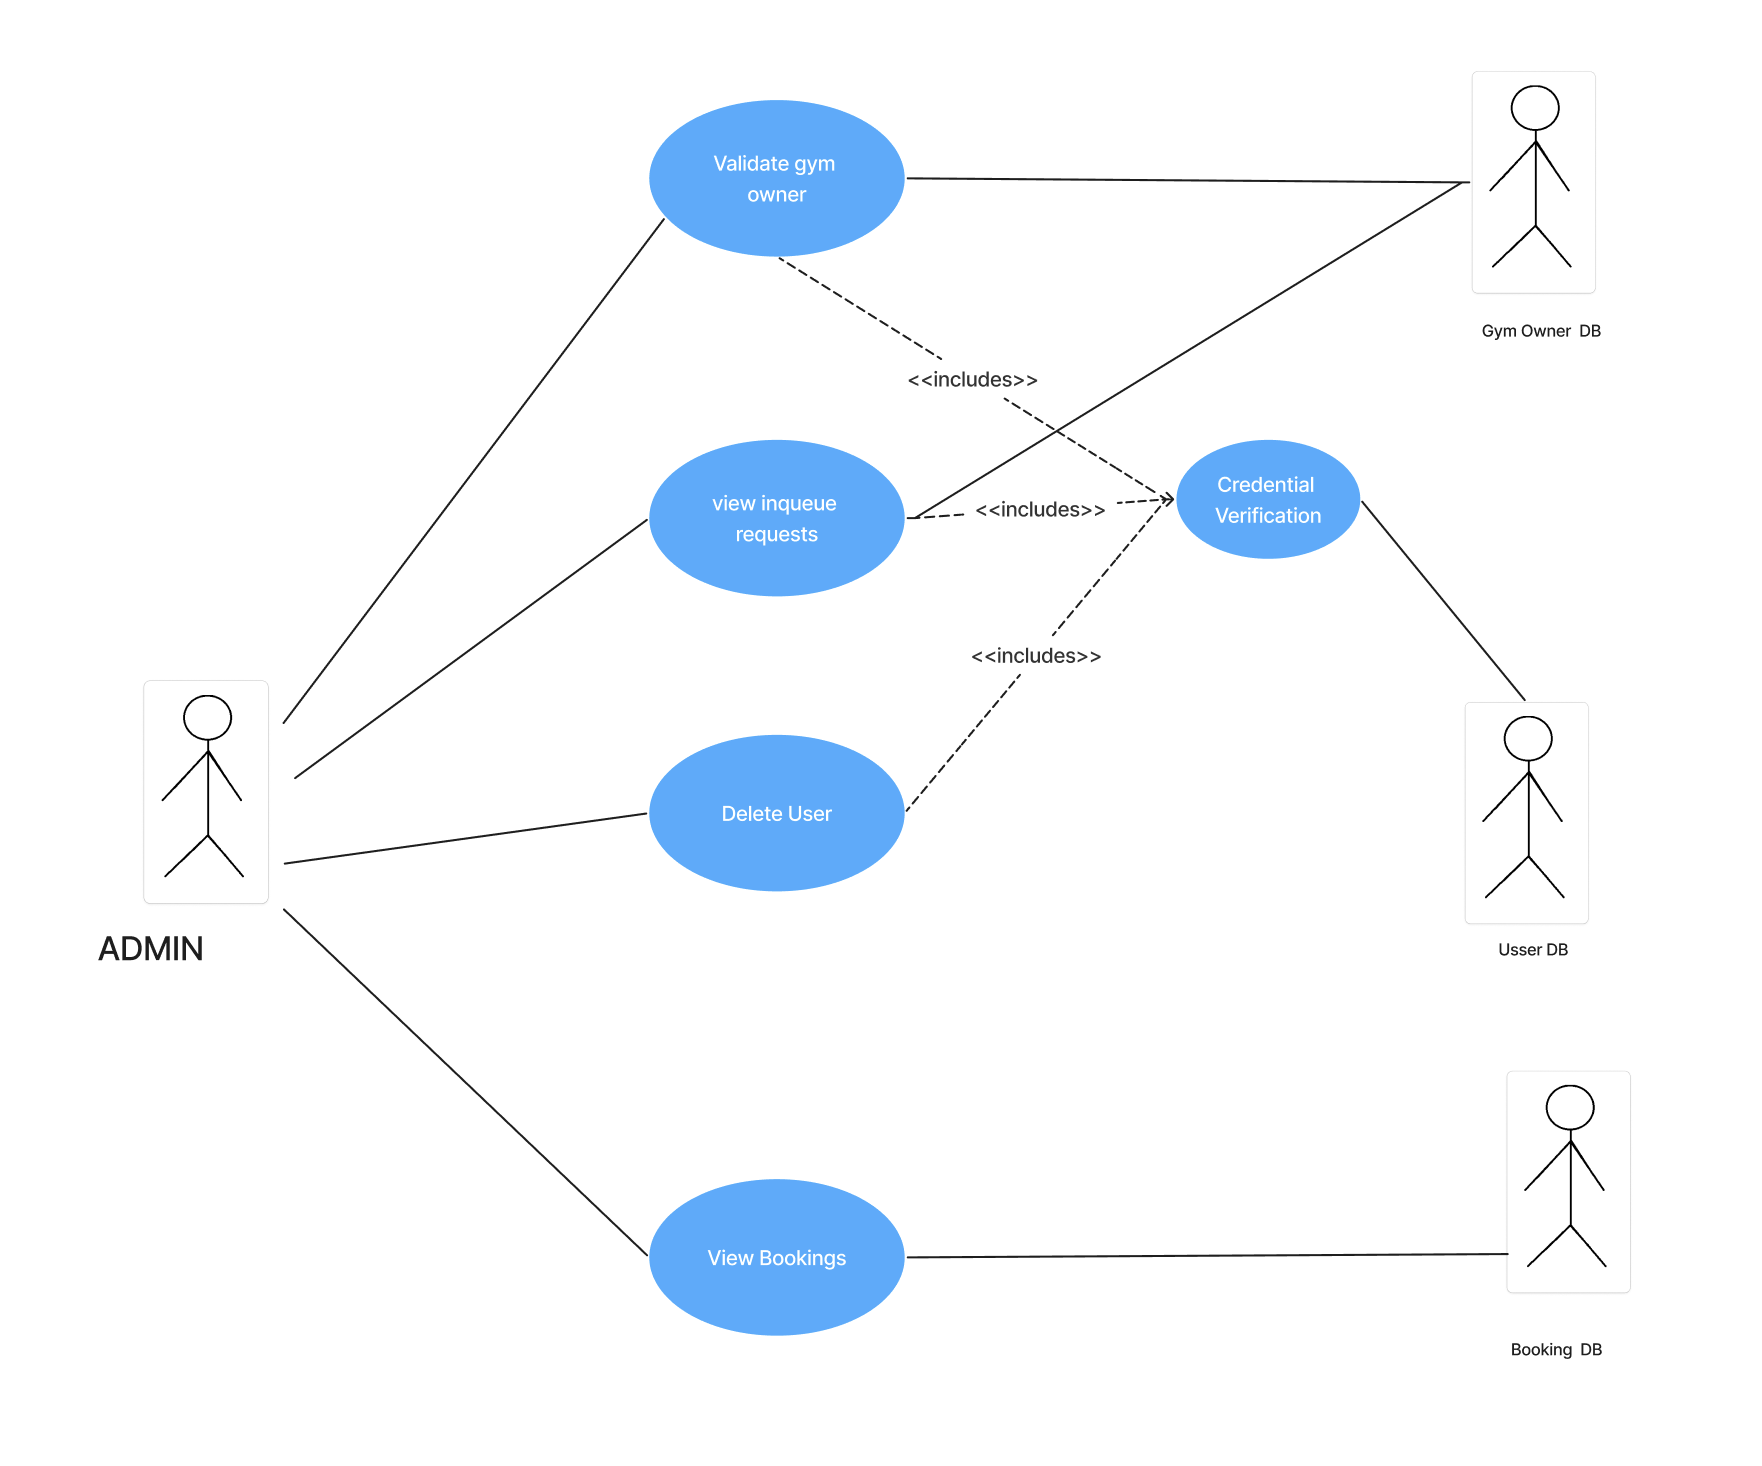 Validate gym
owner
Gym Owner  DB
<<includes>>
view inqueue
requests
<<includes>>
Credential
Verification
<<includes>>
Delete User
ADMIN
Usser DB
View Bookings
Booking  DB